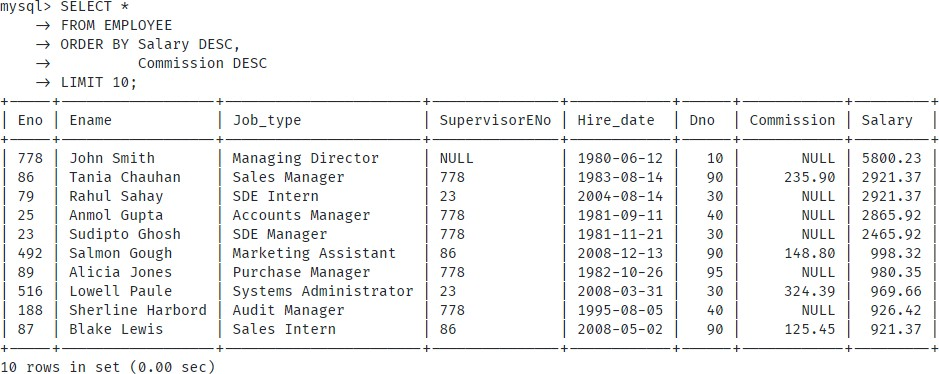 mysql> SELECT *
    → FROM EMPLOYEE
    → ORDER BY Salary DESC,
    →          Commission DESC
    → LIMIT 10;
| Eno | Ename | Job_type | SupervisorENo | Hire_date | Dno | Commission | Salary |
| 778 | John Smith | Managing Director | NULL | 1980-06-12 | 10 | NULL | 5800.23 |
| 86 | Tania Chauhan | Sales Manager | 778 | 1983-08-14 | 90 | 235.90 | 2921.37 |
| 79 | Rahul Sahay | SDE Intern | 23 | 2004-08-14 | 30 | NULL | 2921.37 |
| 25 | Anmol Gupta | Accounts Manager | 778 | 1981-09-11 | 40 | NULL | 2865.92 |
| 23 | Sudipto Ghosh | SDE Manager | 778 | 1981-11-21 | 30 | NULL | 2465.92 |
| 492 | Salmon Gough | Marketing Assistant | 86 | 2008-12-13 | 90 | 148.80 | 998.32 |
| 89 | Alicia Jones | Purchase Manager | 778 | 1982-10-26 | 95 | NULL | 980.35 |
| 516 | Lowell Paule | Systems Administrator | 23 | 2008-03-31 | 30 | 324.39 | 969.66 |
| 188 | Sherline Harbord | Audit Manager | 778 | 1995-08-05 | 40 | NULL | 926.42 |
| 87 | Blake Lewis | Sales Intern | 86 | 2008-05-02 | 90 | 125.45 | 921.37 |
10 rows in set (0.00 sec)